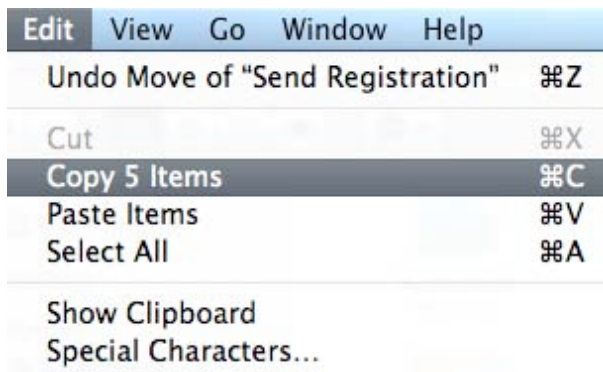 Edit View Go Window Help
Undo Move of “Send Registration” ⌘Z
Cut ⌘X
Copy 5 Items ⌘C
Paste Items ⌘V
Select All ⌘A
Show Clipboard
Special Characters...